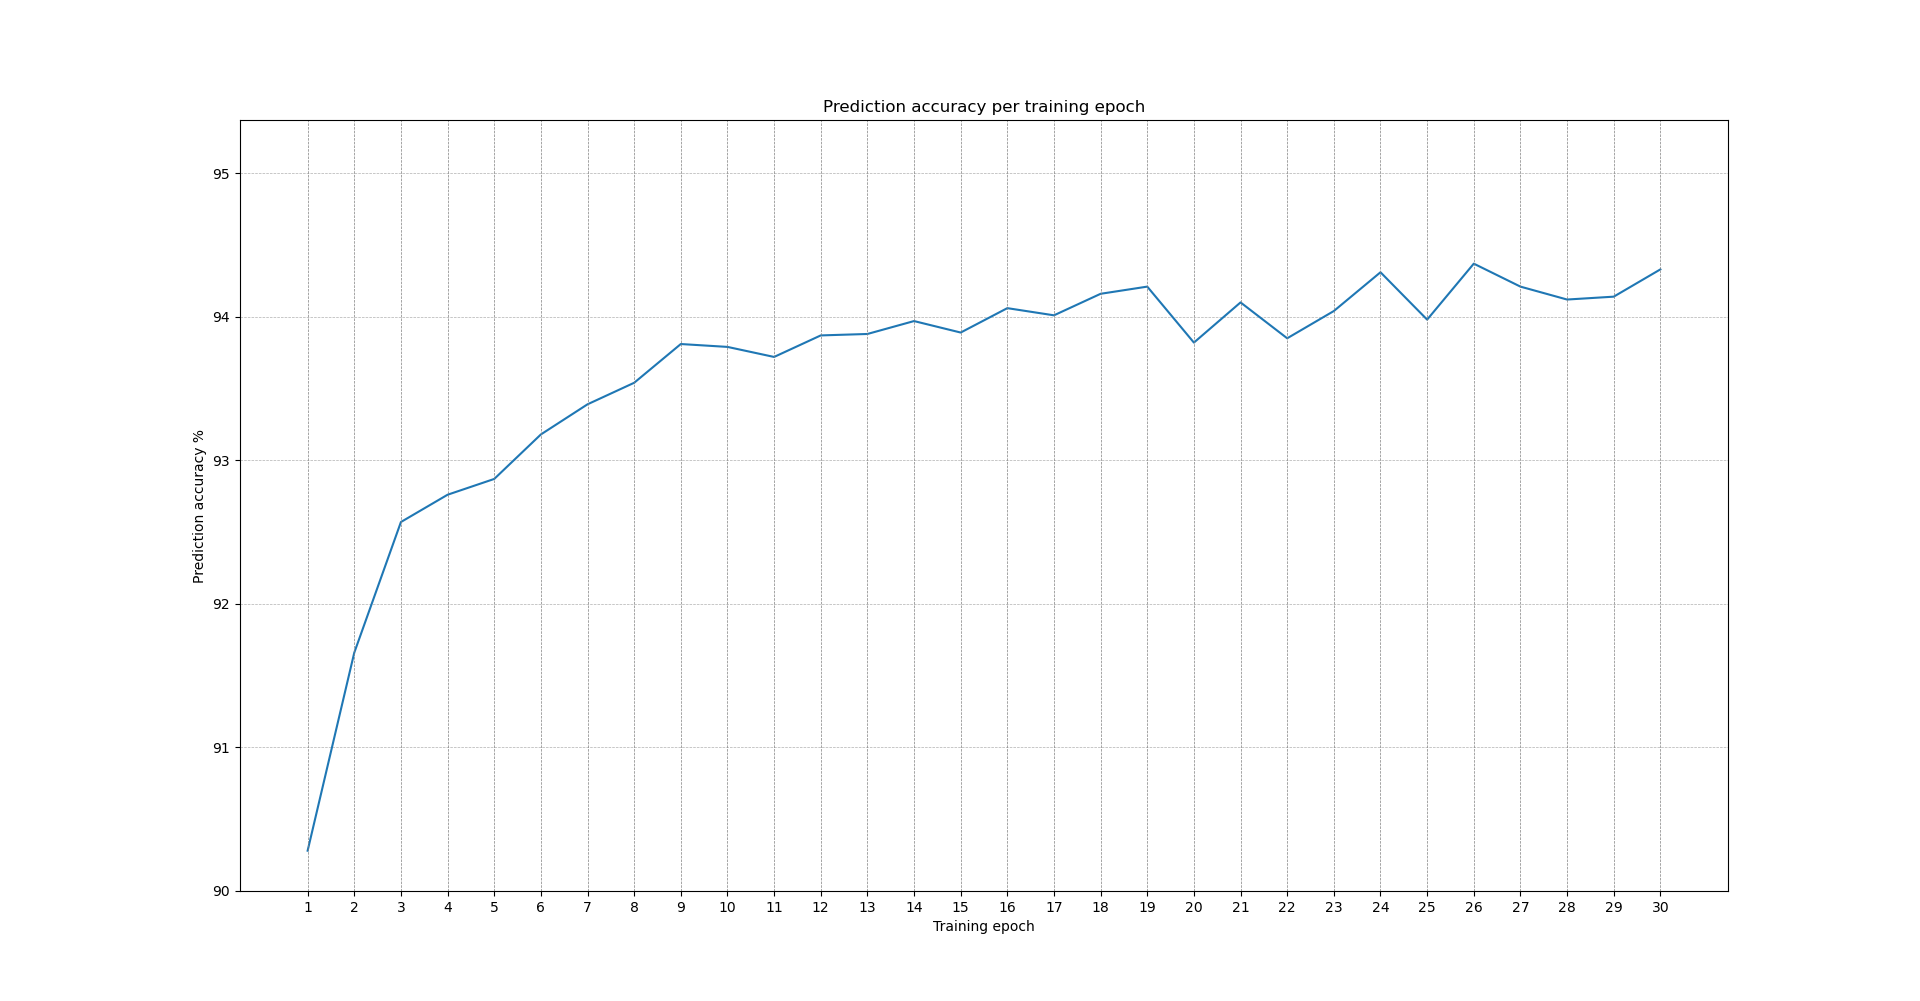 Prediction accuracy per training epoch
95
94
93
92
91
90
Prediction accuracy %
1 2 3 4 5 6 7 8 9 10 11 12 13 14 15 16 17 18 19 20 21 22 23 24 25 26 27 28 29 30
Training epoch